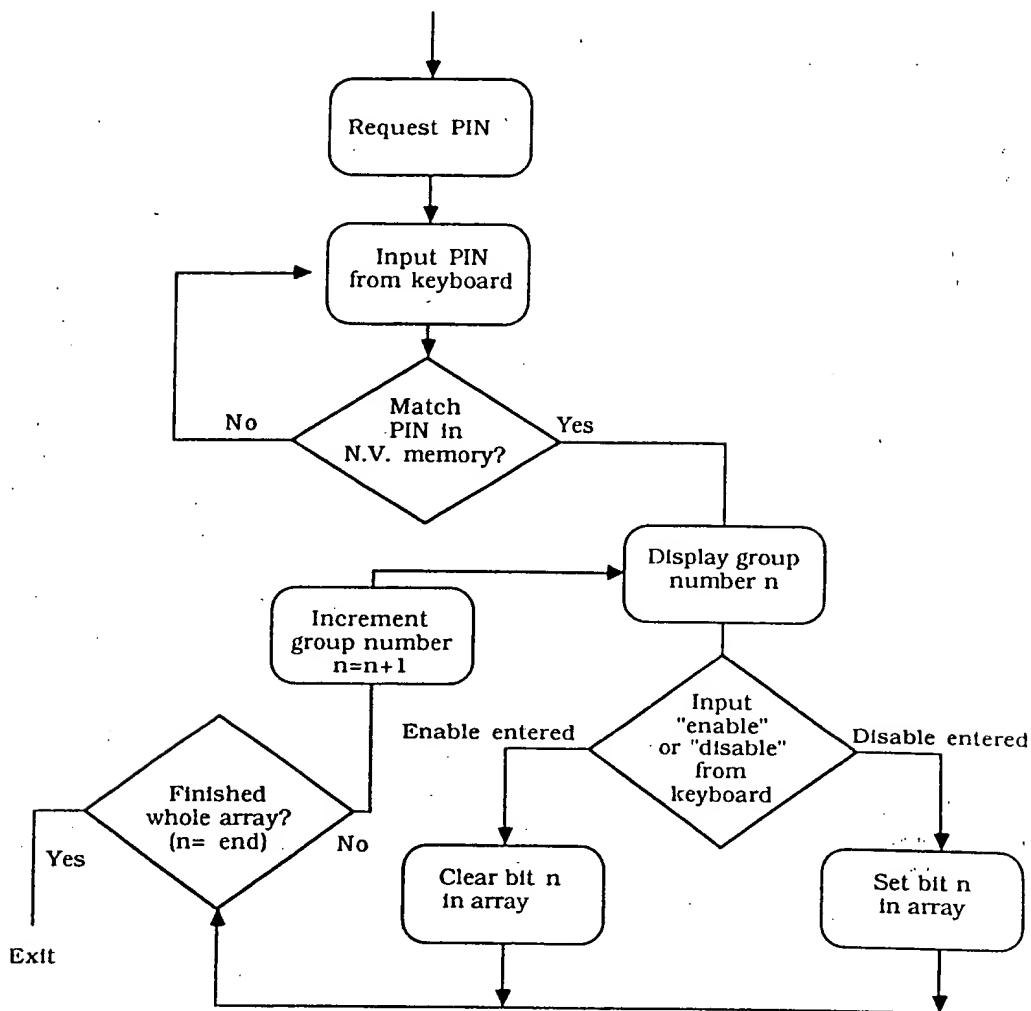 Request PIN
Input PIN
from keyboard
Match
PIN in
N.V. memory?
No
Yes
Display group
number n
Increment
group number
n=n+1
Input
"enable"
or "disable"
from
keyboard
Enable entered
Disable entered
Finished
whole array?
(n= end)
Yes
No
Clear bit n
in array
Set bit n
in array
Exit